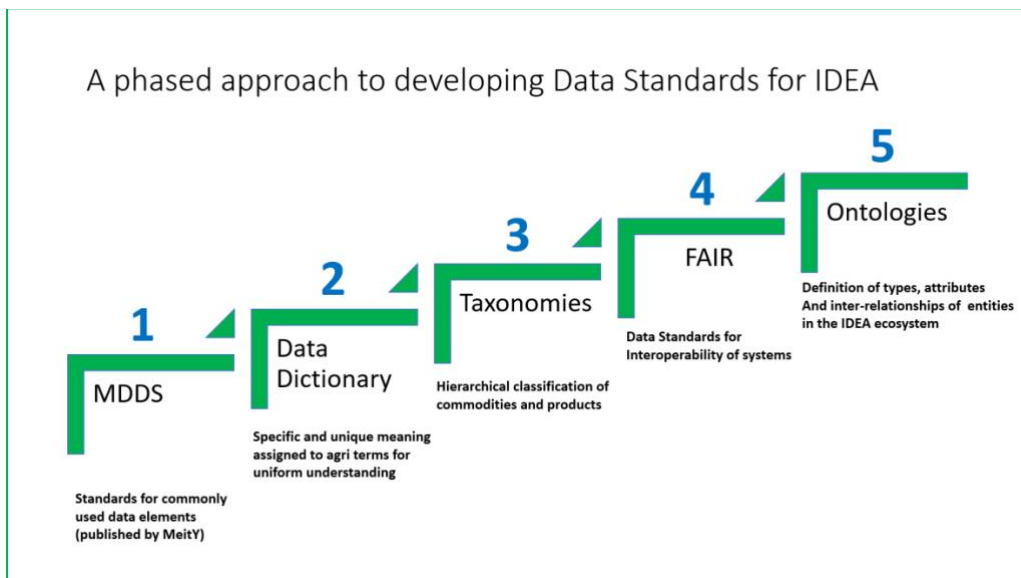 A phased approach to developing Data Standards for IDEA
1
MDDS
Standards for commonly
used data elements
(published by MeitY)
2
Data
Dictionary
Specific and unique meaning
assigned to agri terms for
uniform understanding
3
Taxonomies
Hierarchical classification of
commodities and products
4
FAIR
Data Standards for
Interoperability of systems
5
Ontologies
Definition of types, attributes
And inter-relationships of entities
in the IDEA ecosystem